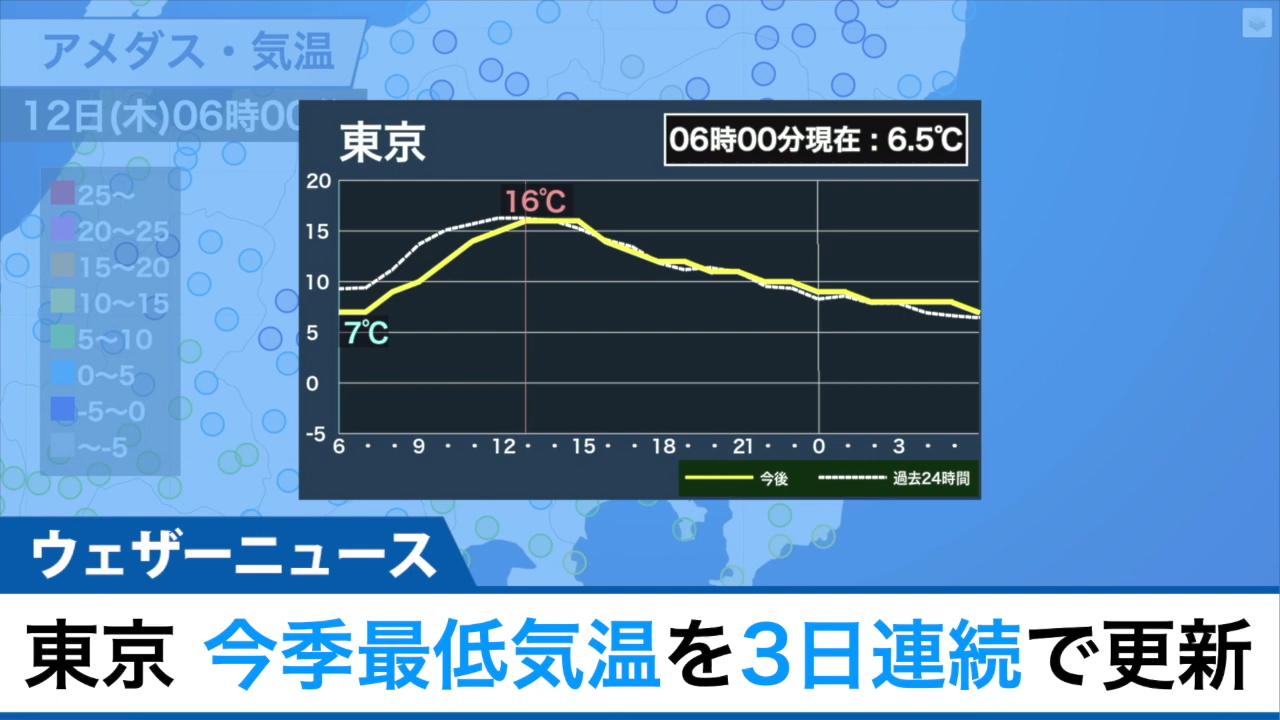 アメダス・気温
12日(木)06時00
25〜
20〜25
15〜20
10〜15
5〜10
0〜5
-5〜0
〜-5
東京
06時00分現在：6.5℃
20
16℃
15
10
5
7℃
0
-5
6 ・ ・ 9 ・ ・ 12 ・ ・ 15 ・ ・ 18 ・ ・ 21 ・ ・ 0 ・ ・ 3 ・ ・
今後 過去24時間
ウェザーニュース
東京 今季最低気温を3日連続で更新